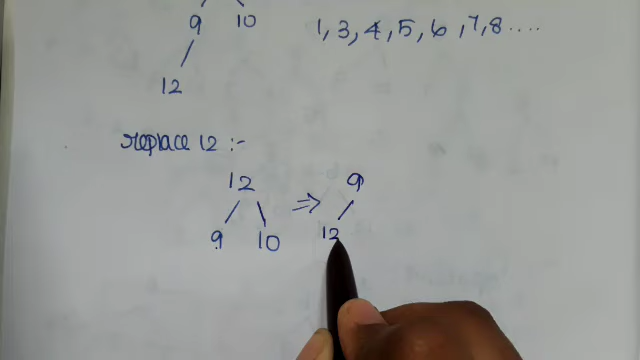 9 10
1, 3, 4, 5, 6, 7, 8 ....
12
replace 12 :-
12 ⇒ 9
9 10 12